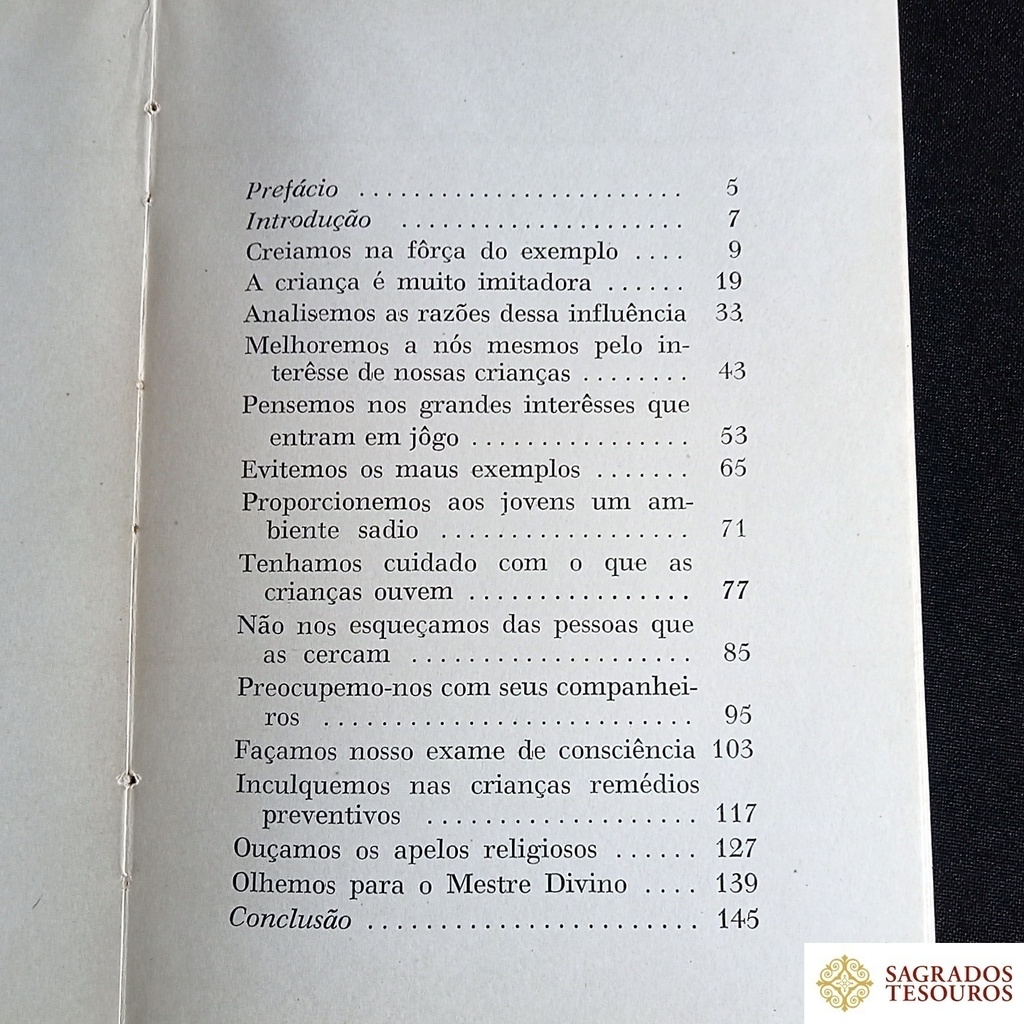 Prefácio ........................ 5
Introdução ..................... 7
Creiamos na fôrça do exemplo .... 9
A criança é muito imitadora ...... 19
Analisemos as razões dessa influência 33
Melhoremos a nós mesmos pelo in-
terêsse de nossas crianças ........ 43
Pensemos nos grandes interêsses que
entram em jôgo ................ 53
Evitemos os maus exemplos ....... 65
Proporcionemos aos jovens um am-
biente sadio .................. 71
Tenhamos cuidado com o que as
crianças ouvem ................ 77
Não nos esqueçamos das pessoas que
as cercam ..................... 85
Preocupemo-nos com seus companhei-
ros ........................... 95
Façamos nosso exame de consciência 103
Inculquemos nas crianças remédios
preventivos .................... 117
Ouçamos os apelos religiosos ...... 127
Olhemos para o Mestre Divino .... 139
Conclusão ........................ 145
SAGRADOS
TESOUROS